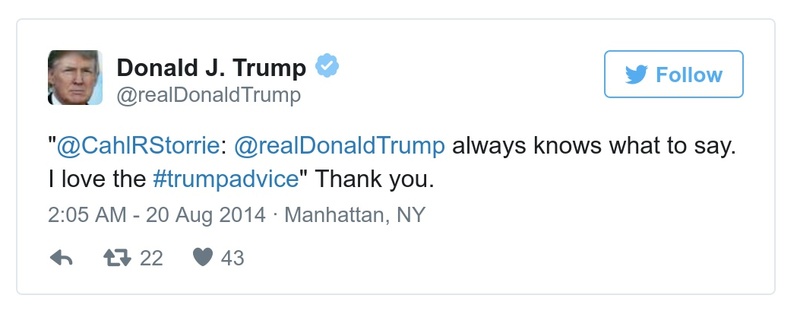 Donald J. Trump
@realDonaldTrump
Follow
"@CahlRStorrie: @realDonaldTrump always knows what to say.
I love the #trumpadvice" Thank you.
2:05 AM - 20 Aug 2014 · Manhattan, NY
22 43